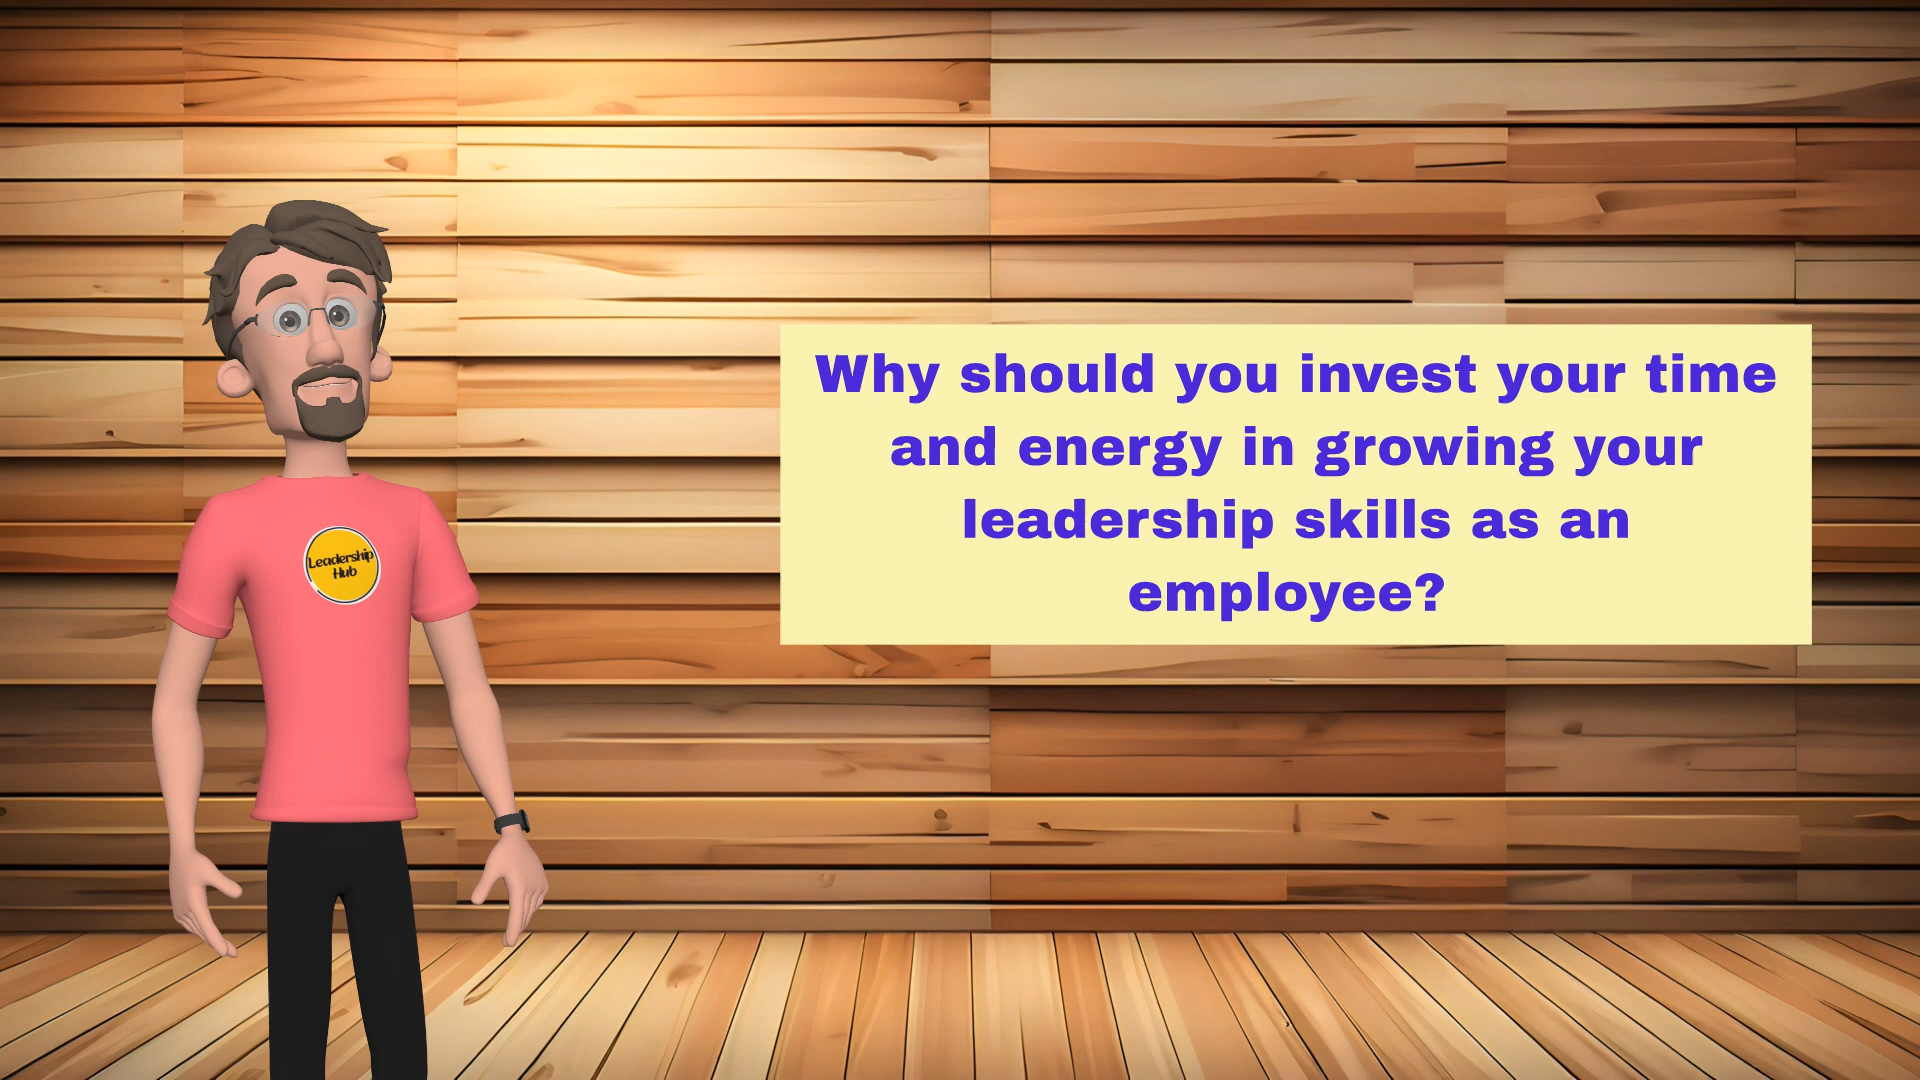 Why should you invest your time
and energy in growing your
leadership skills as an
employee?
Leadership
Hub